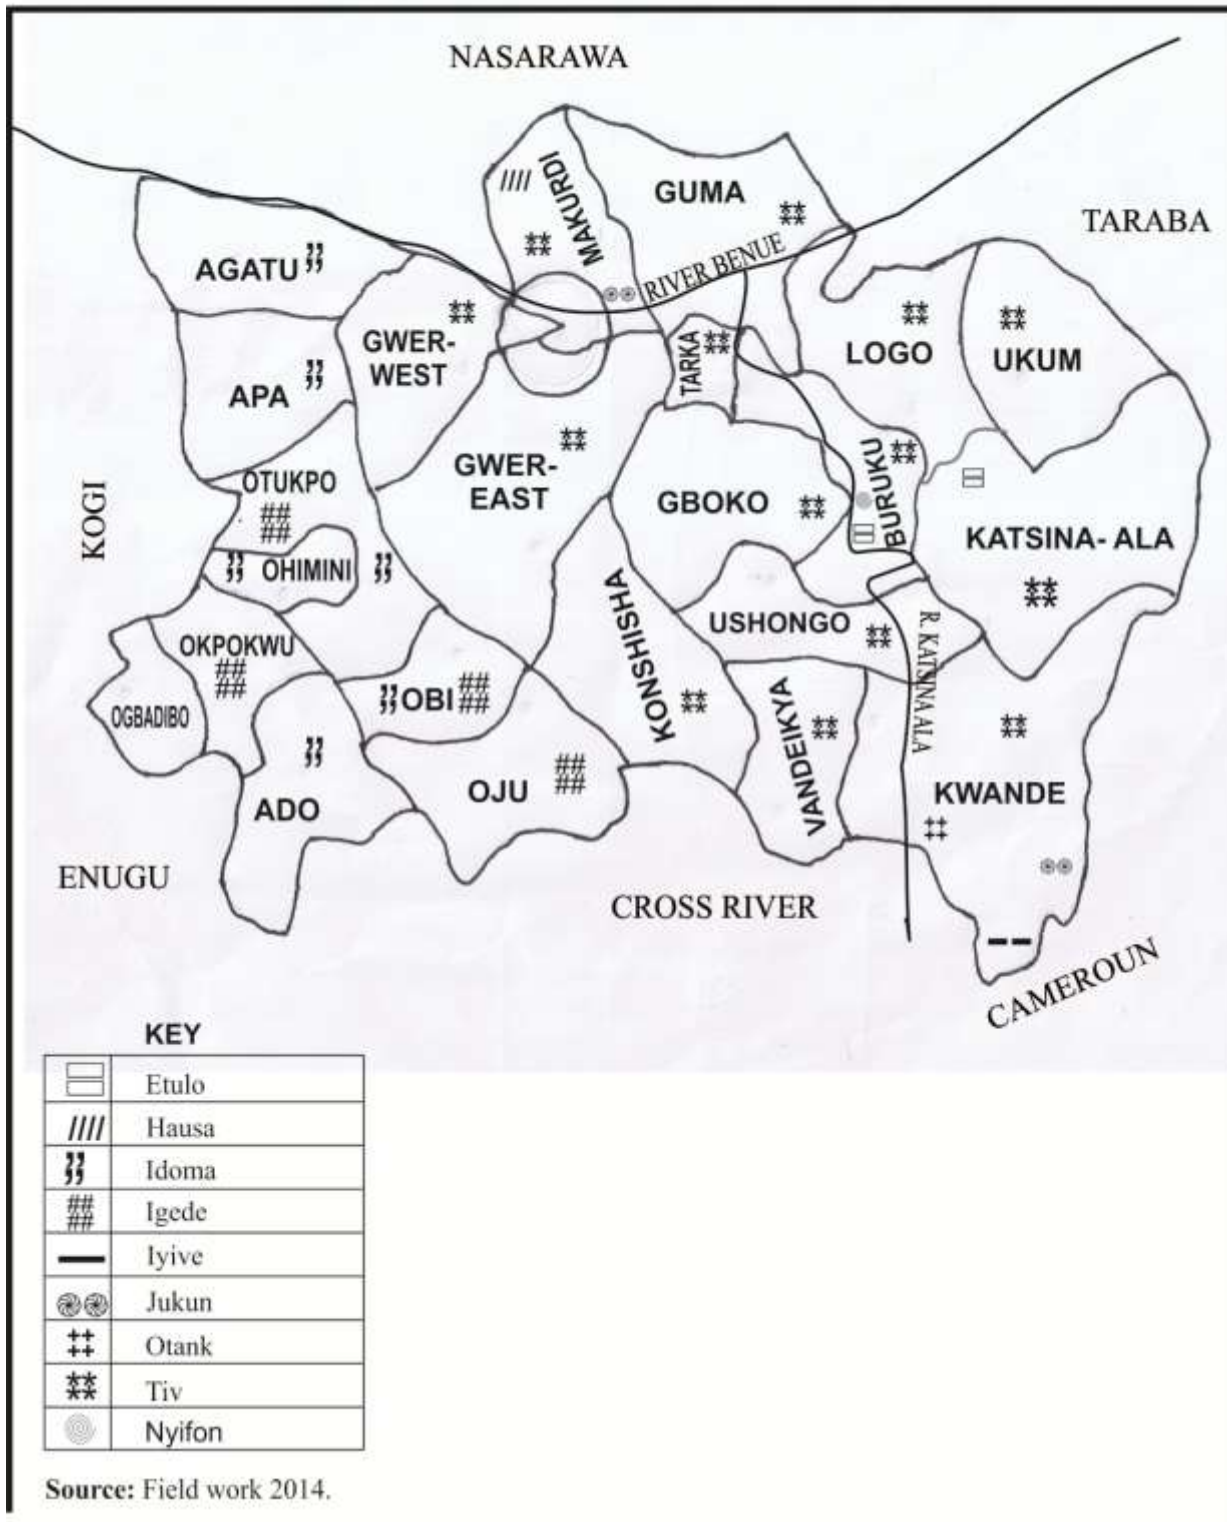 NASARAWA
TARABA
MAKURDI
GUMA
RIVER BENUE
AGATU
GWER-
WEST
TARKA
LOGO
UKUM
APA
OTUKPO
GWER-
EAST
GBOKO
BURUKU
KATSINA- ALA
KOGI
OHIMINI
KONSHISHA
USHONGO
R. KATSINA ALA
OKPOKWU
OGBADIBO
OBI
VANDEIKYA
OJU
KWANDE
ADO
ENUGU
CROSS RIVER
CAMEROUN
KEY
Etulo
//// Hausa
Idoma
## Igede
##
Iyive
Jukun
++ Otank
++
** Tiv
**
Nyifon
Source: Field work 2014.